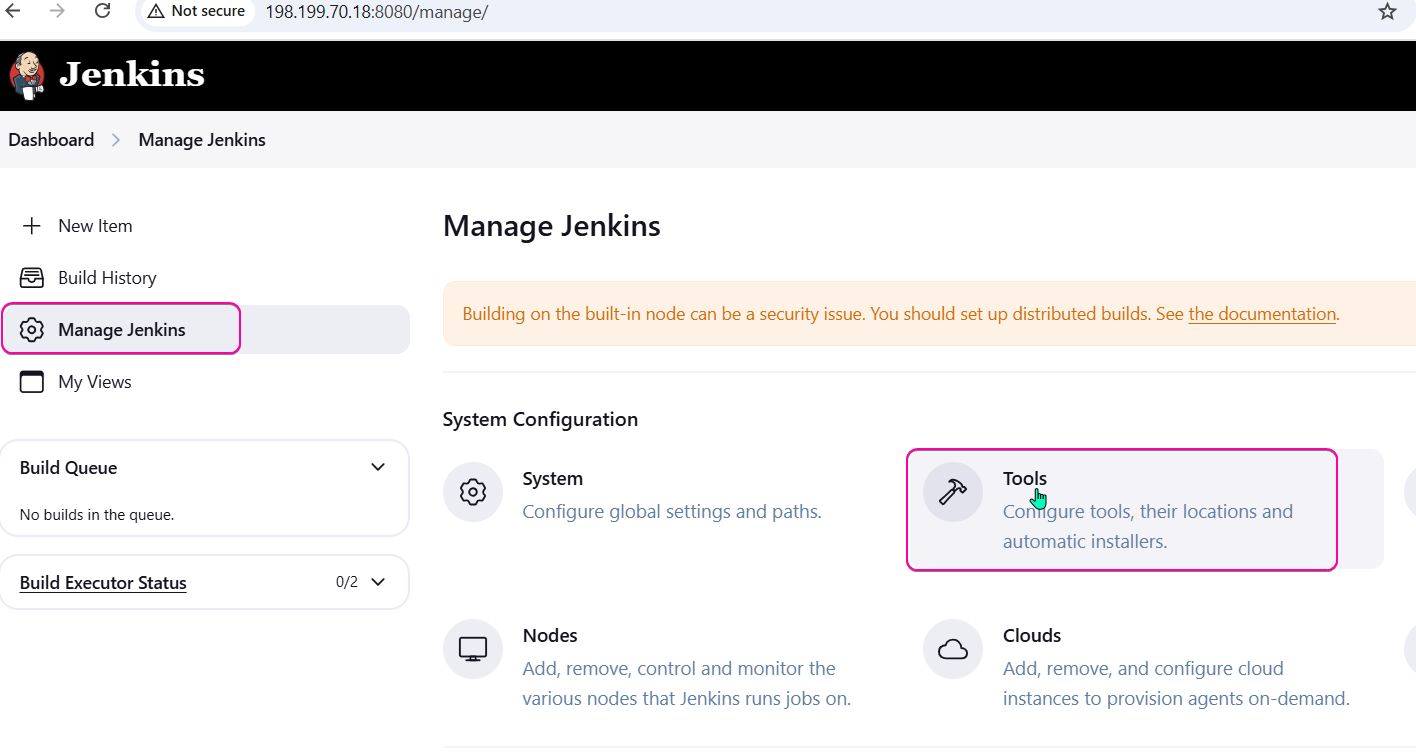 Not secure 198.199.70.18:8080/manage/
Jenkins
Dashboard > Manage Jenkins
New Item
Build History
Manage Jenkins
My Views
Build Queue
No builds in the queue.
Build Executor Status 0/2
Manage Jenkins
Building on the built-in node can be a security issue. You should set up distributed builds. See the documentation.
System Configuration
System
Configure global settings and paths.
Tools
Configure tools, their locations and
automatic installers.
Nodes
Add, remove, control and monitor the
various nodes that Jenkins runs jobs on.
Clouds
Add, remove, and configure cloud
instances to provision agents on-demand.